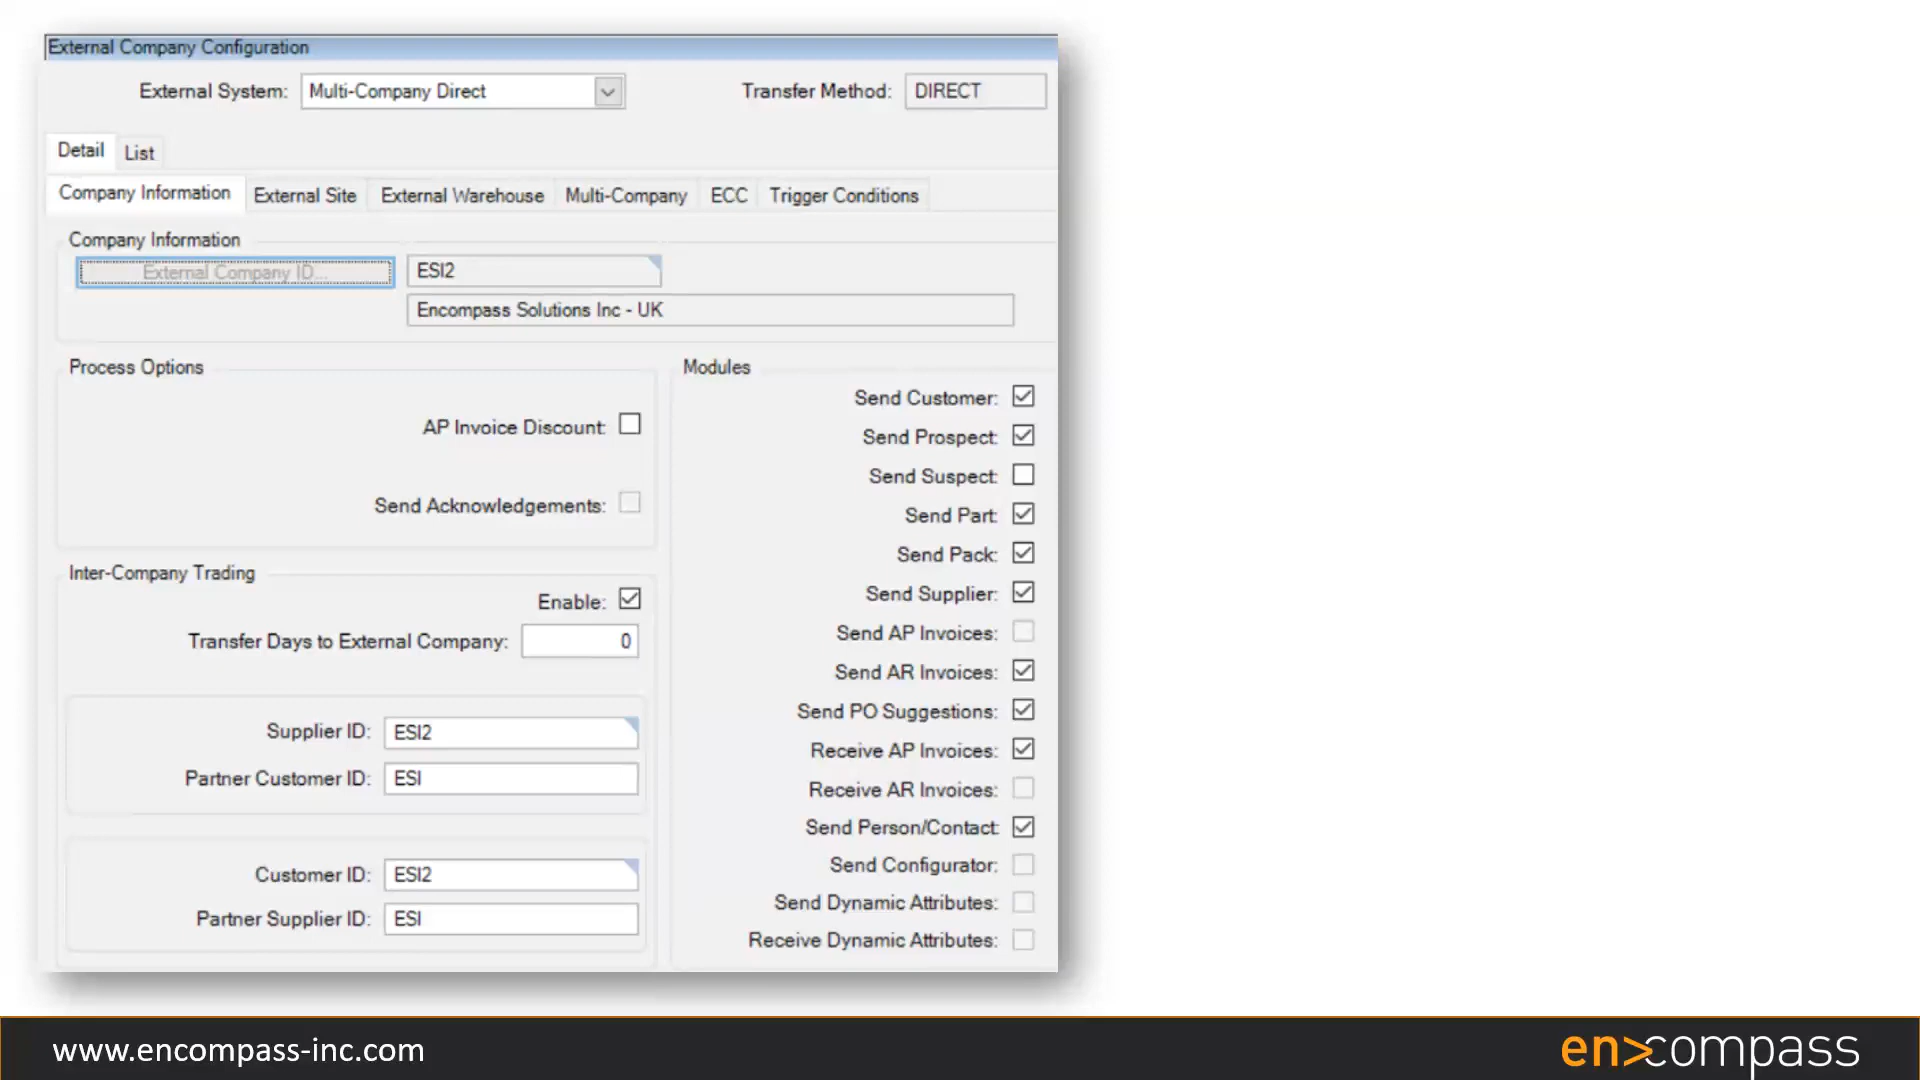 External Company Configuration
External System: Multi-Company Direct Transfer Method: DIRECT
Detail List
Company Information External Site External Warehouse Multi-Company ECC Trigger Conditions
Company Information
External Company ID... ESI2
Encompass Solutions Inc - UK
Process Options
AP Invoice Discount:
Send Acknowledgements:
Inter-Company Trading
Enable:
Transfer Days to External Company: 0
Supplier ID: ESI2
Partner Customer ID: ESI
Customer ID: ESI2
Partner Supplier ID: ESI
Modules
Send Customer:
Send Prospect:
Send Suspect:
Send Part:
Send Pack:
Send Supplier:
Send AP Invoices:
Send AR Invoices:
Send PO Suggestions:
Receive AP Invoices:
Receive AR Invoices:
Send Person/Contact:
Send Configurator:
Send Dynamic Attributes:
Receive Dynamic Attributes:
www.encompass-inc.com
en>compass